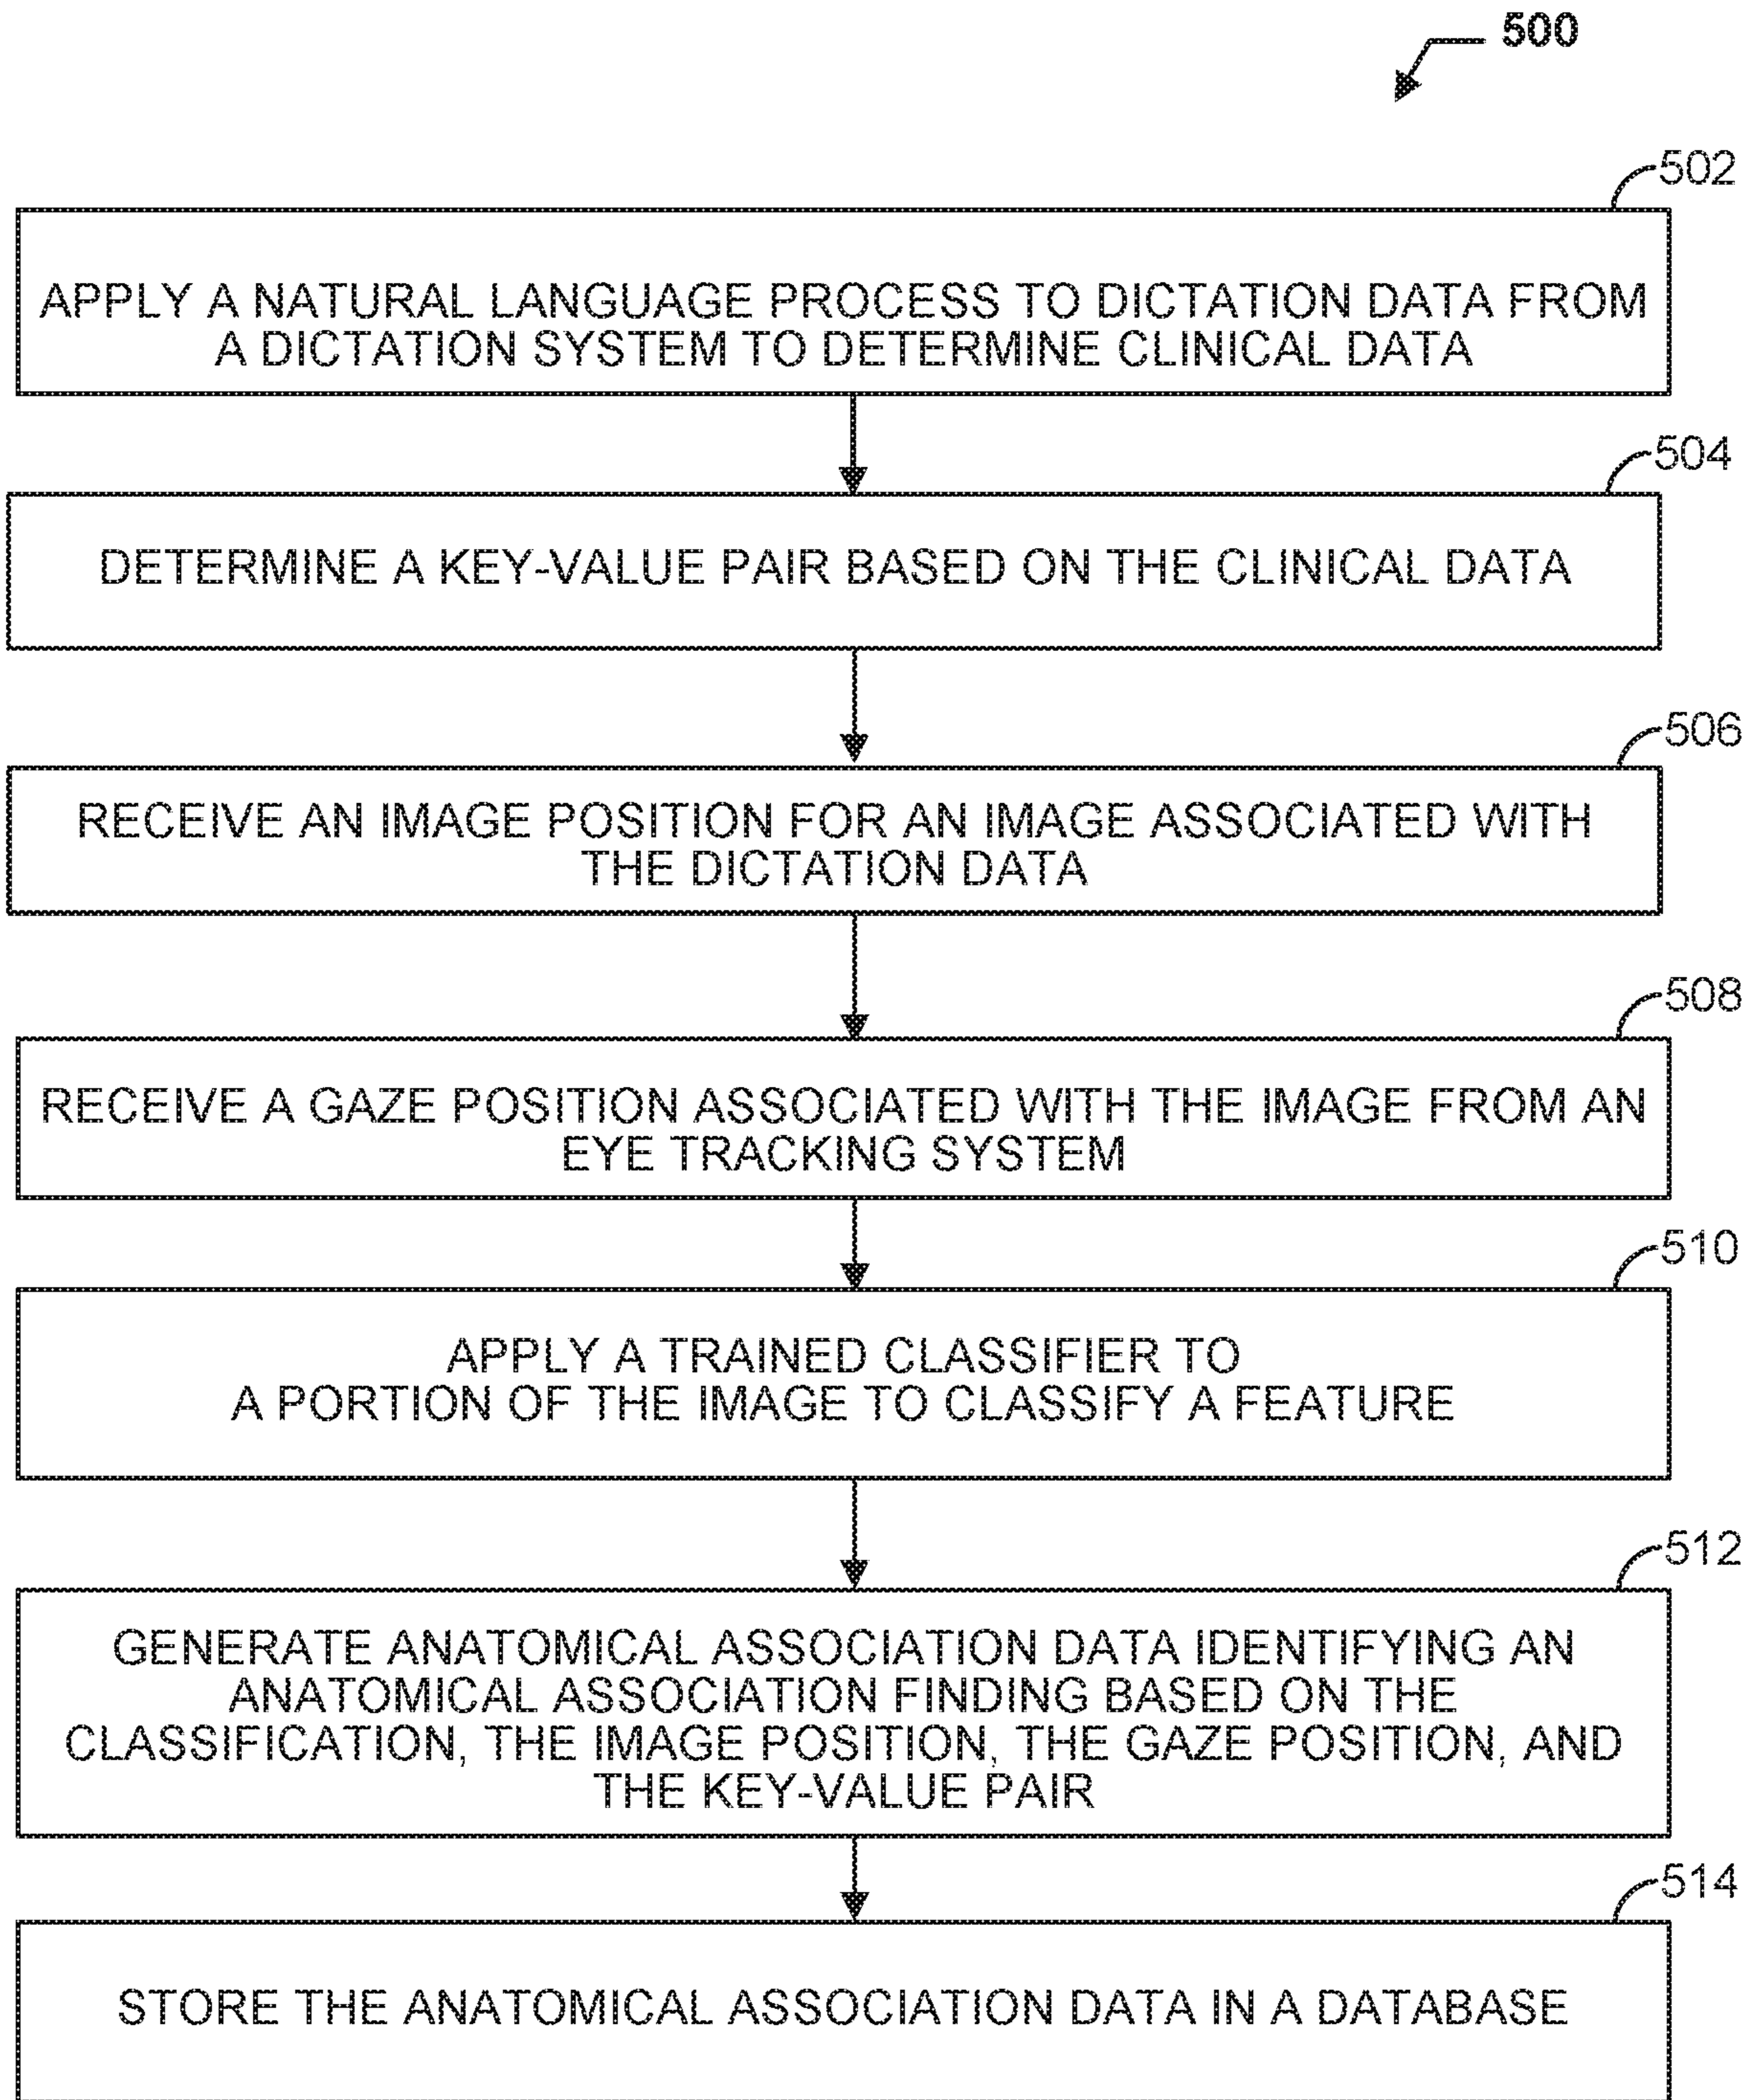 500
502
APPLY A NATURAL LANGUAGE PROCESS TO DICTATION DATA FROM
A DICTATION SYSTEM TO DETERMINE CLINICAL DATA
504
DETERMINE A KEY-VALUE PAIR BASED ON THE CLINICAL DATA
506
RECEIVE AN IMAGE POSITION FOR AN IMAGE ASSOCIATED WITH
THE DICTATION DATA
508
RECEIVE A GAZE POSITION ASSOCIATED WITH THE IMAGE FROM AN
EYE TRACKING SYSTEM
510
APPLY A TRAINED CLASSIFIER TO
A PORTION OF THE IMAGE TO CLASSIFY A FEATURE
512
GENERATE ANATOMICAL ASSOCIATION DATA IDENTIFYING AN
ANATOMICAL ASSOCIATION FINDING BASED ON THE
CLASSIFICATION, THE IMAGE POSITION, THE GAZE POSITION, AND
THE KEY-VALUE PAIR
514
STORE THE ANATOMICAL ASSOCIATION DATA IN A DATABASE